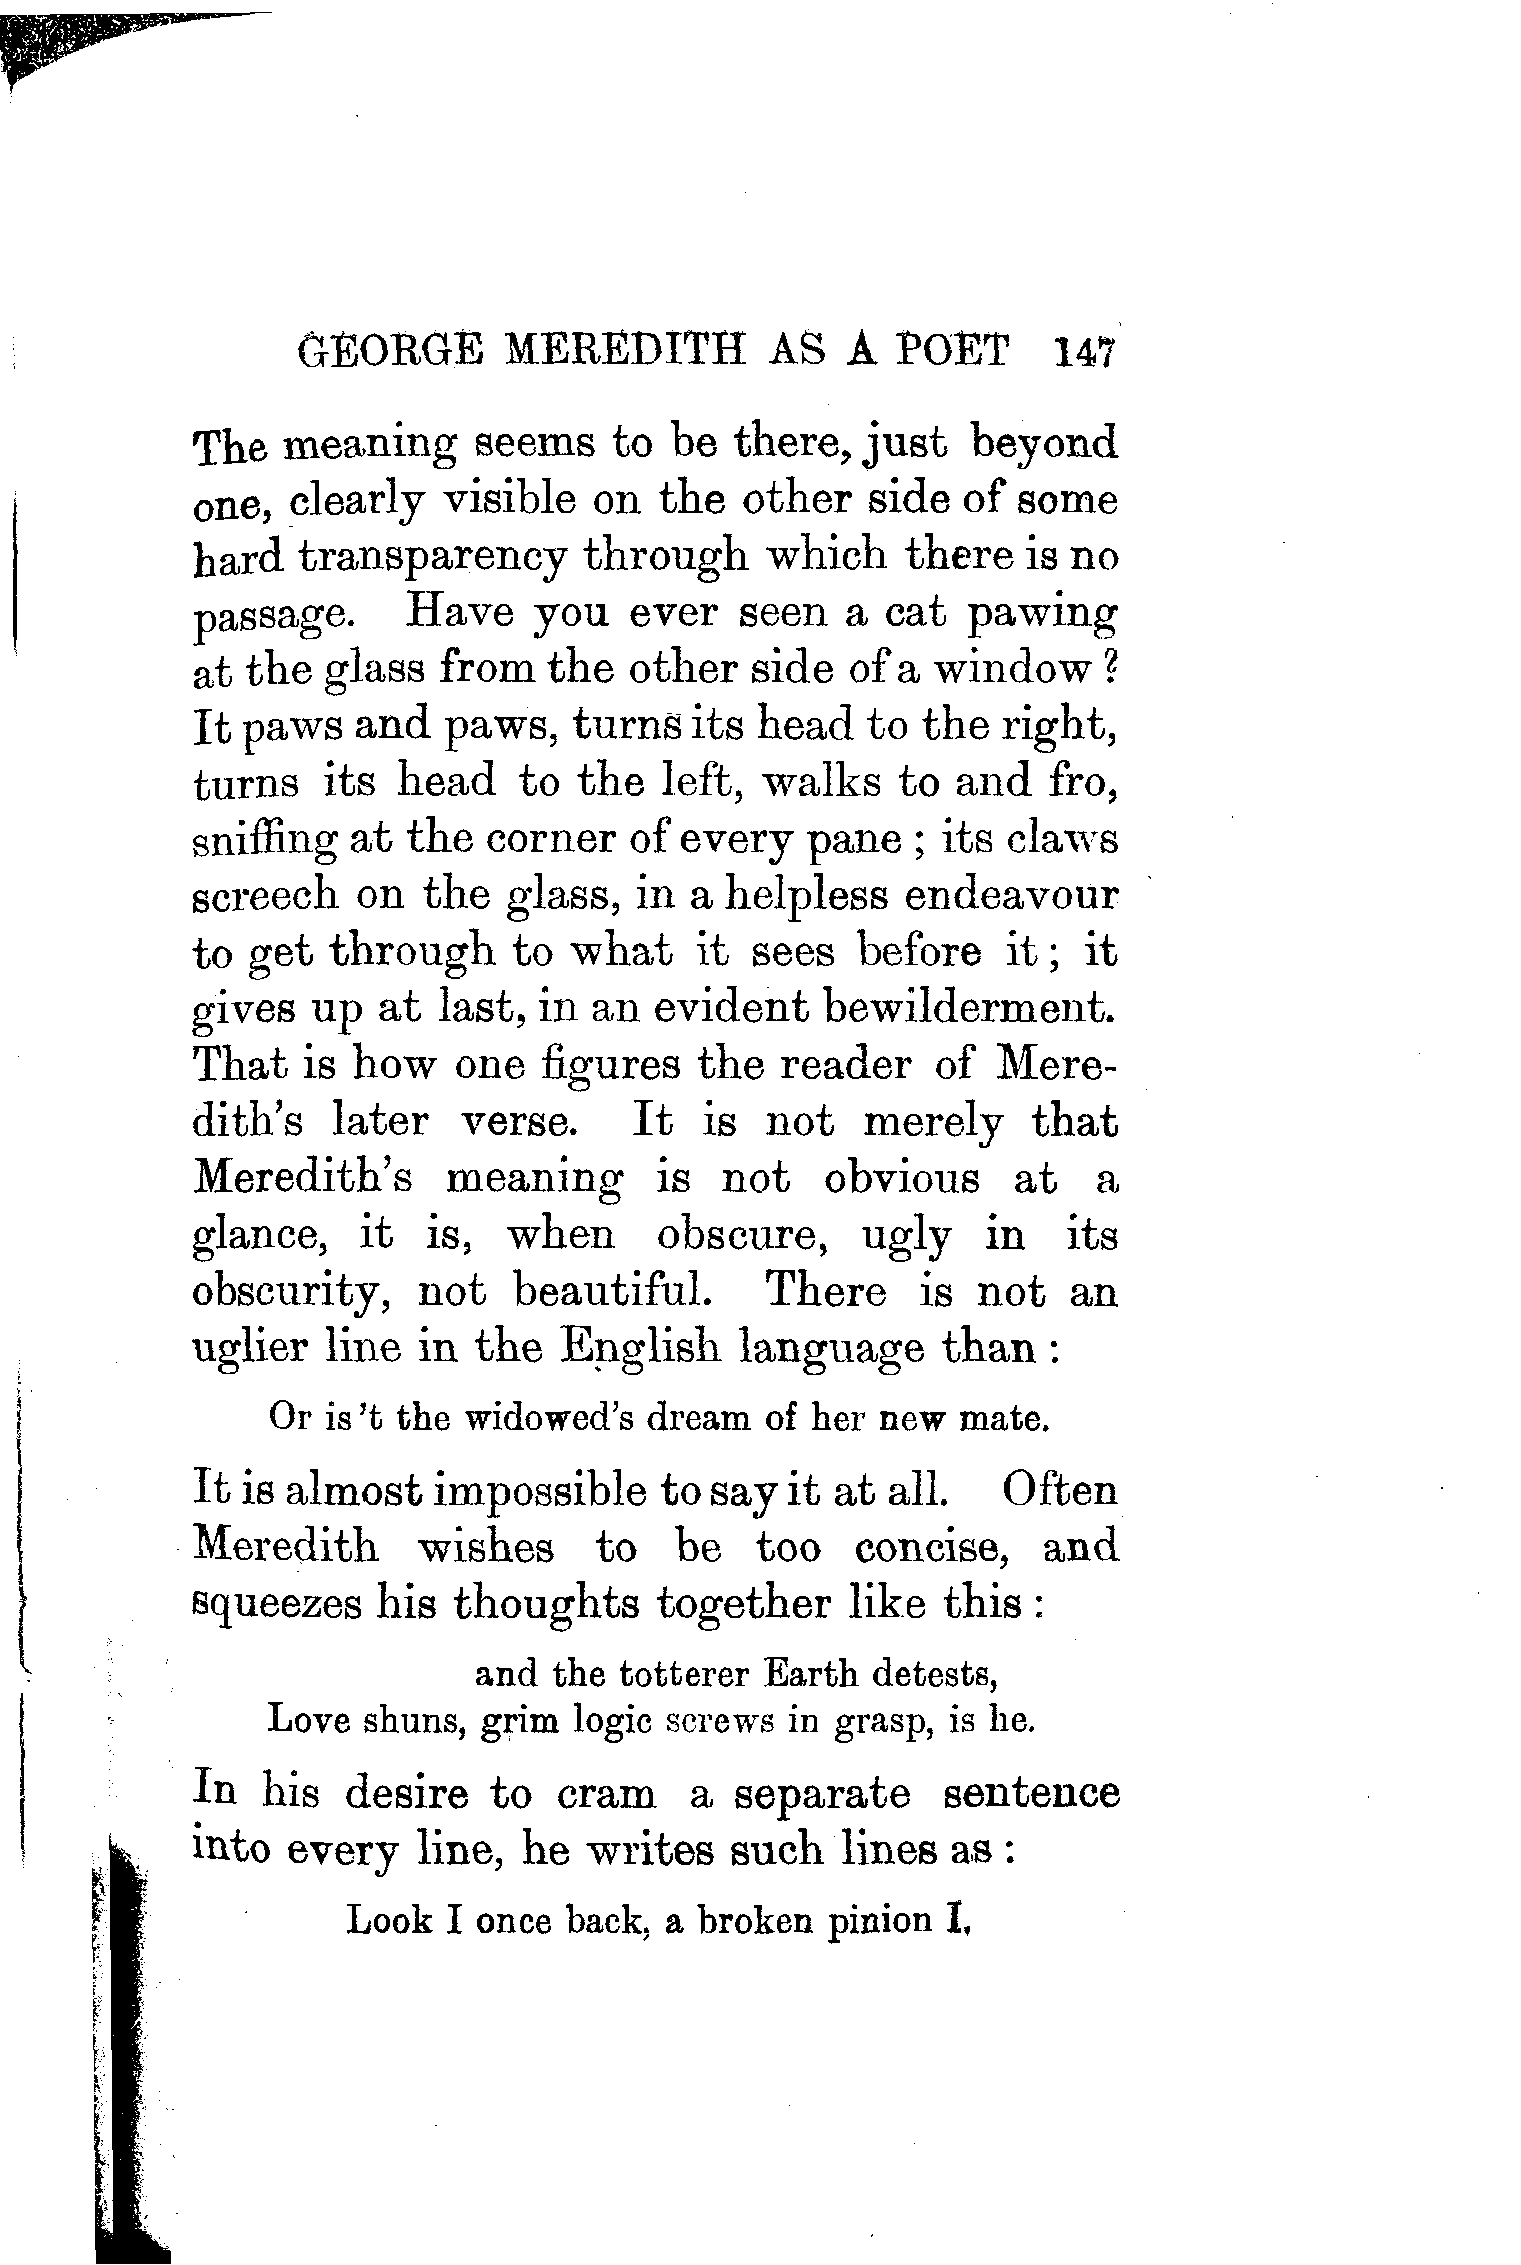 GEORGE MEREDITH AS A POET 147
The meaning seems to be there, just beyond
one, clearly visible on the other side of some
hard transparency through which there is no
passage. Have you ever seen a cat pawing
at the glass from the other side of a window ?
It paws and paws, turns its head to the right,
turns its head to the left, walks to and fro,
sniffing at the corner of every pane ; its claws
screech on the glass, in a helpless endeavour
to get through to what it sees before it ; it
gives up at last, in an evident bewilderment.
That is how one figures the reader of Mere-
dith's later verse. It is not merely that
Meredith's meaning is not obvious at a
glance, it is, when obscure, ugly in its
obscurity, not beautiful. There is not an
uglier line in the English language than :
Or is 't the widowed's dream of her new mate.
It is almost impossible to say it at all. Often
Meredith wishes to be too concise, and
squeezes his thoughts together like this :
and the totterer Earth detests,
Love shuns, grim logic screws in grasp, is he.
In his desire to cram a separate sentence
into every line, he writes such lines as :
Look I once back, a broken pinion I,